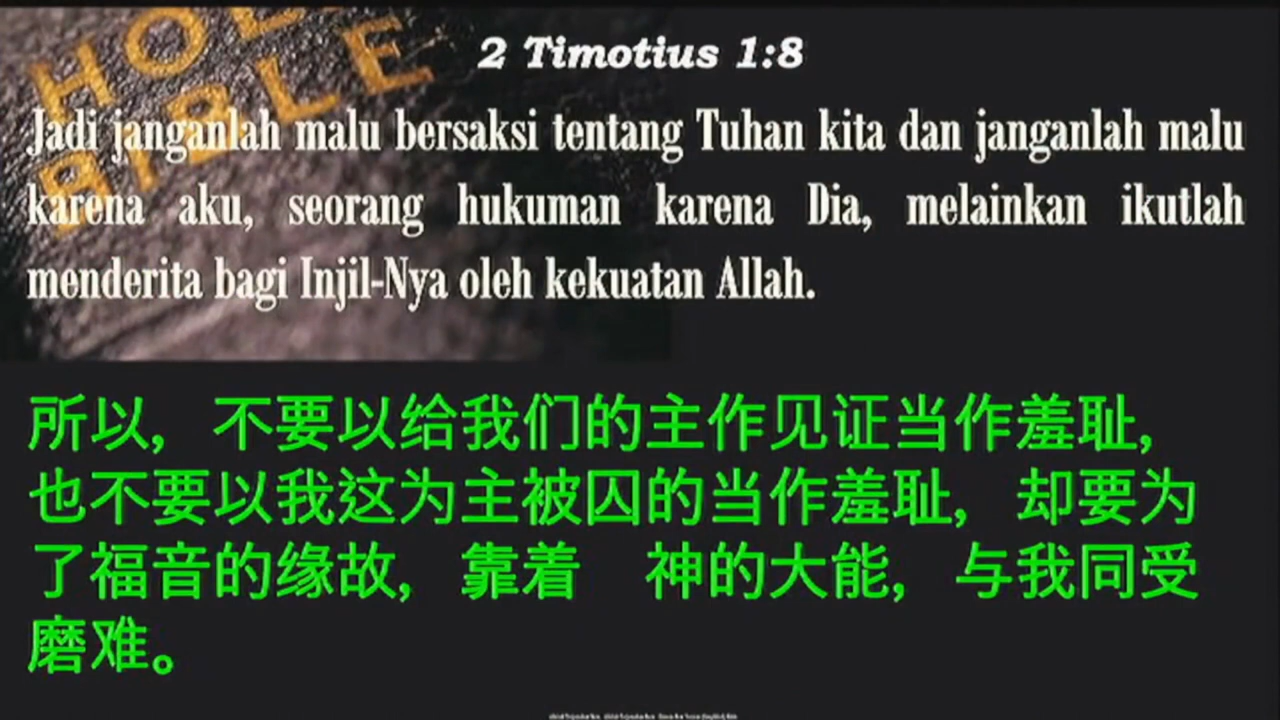 HOLY
BIBLE
2 Timotius 1:8
Jadi janganlah malu bersaksi tentang Tuhan kita dan janganlah malu
karena aku, seorang hukuman karena Dia, melainkan ikutlah
menderita bagi Injil-Nya oleh kekuatan Allah.
所以, 不要以给我们的主作见证当作羞耻,
也不要以我这为主被囚的当作羞耻, 却要为
了福音的缘故, 靠着　神的大能, 与我同受
磨难。